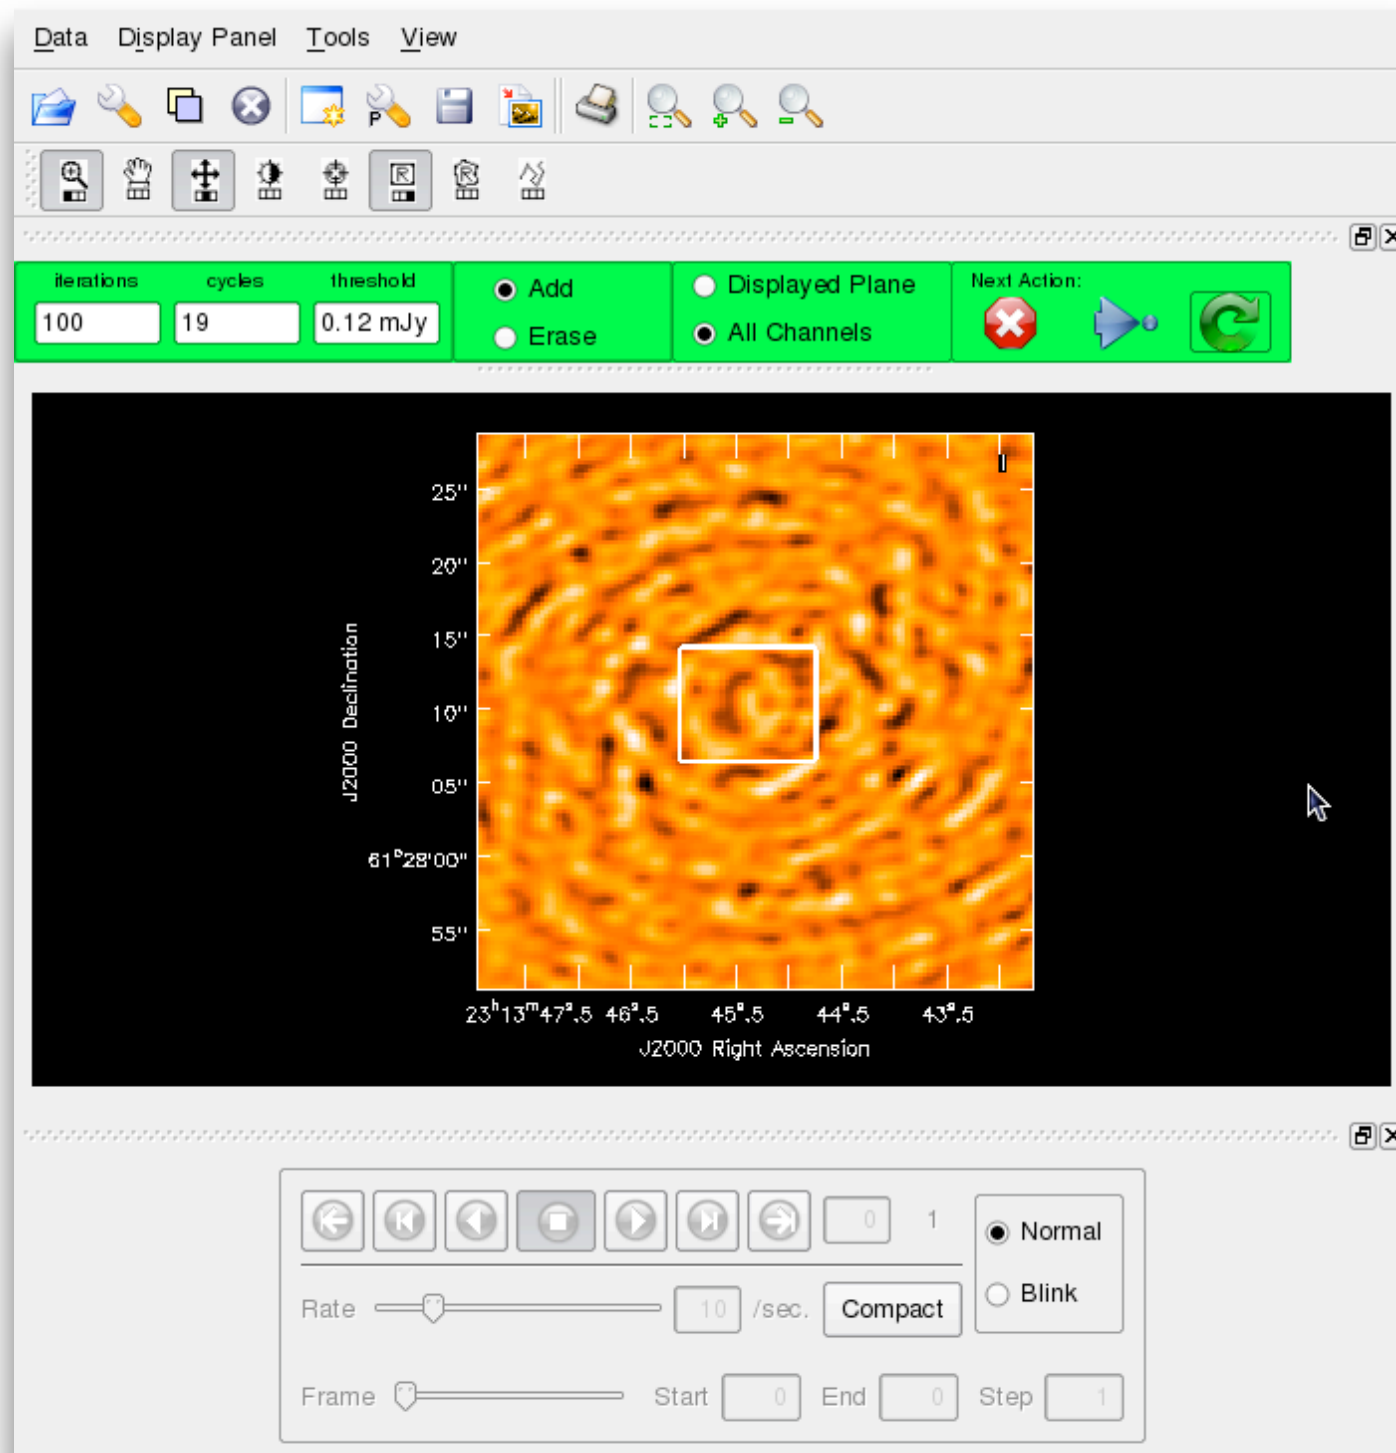 Data Display Panel Tools View
P
R R
iterations cycles threshold
100 19 0.12 mJy
Add
Erase
Displayed Plane
All Channels
Next Action:
I
25"
20"
15"
10"
05"
61°28'00"
55"
J2000 Declination
23ʰ13ᵐ47ˢ.5 46ˢ.5 45ˢ.5 44ˢ.5 43ˢ.5
J2000 Right Ascension
0 1
Normal
Blink
Rate 10 /sec. Compact
Frame Start 0 End 0 Step 1